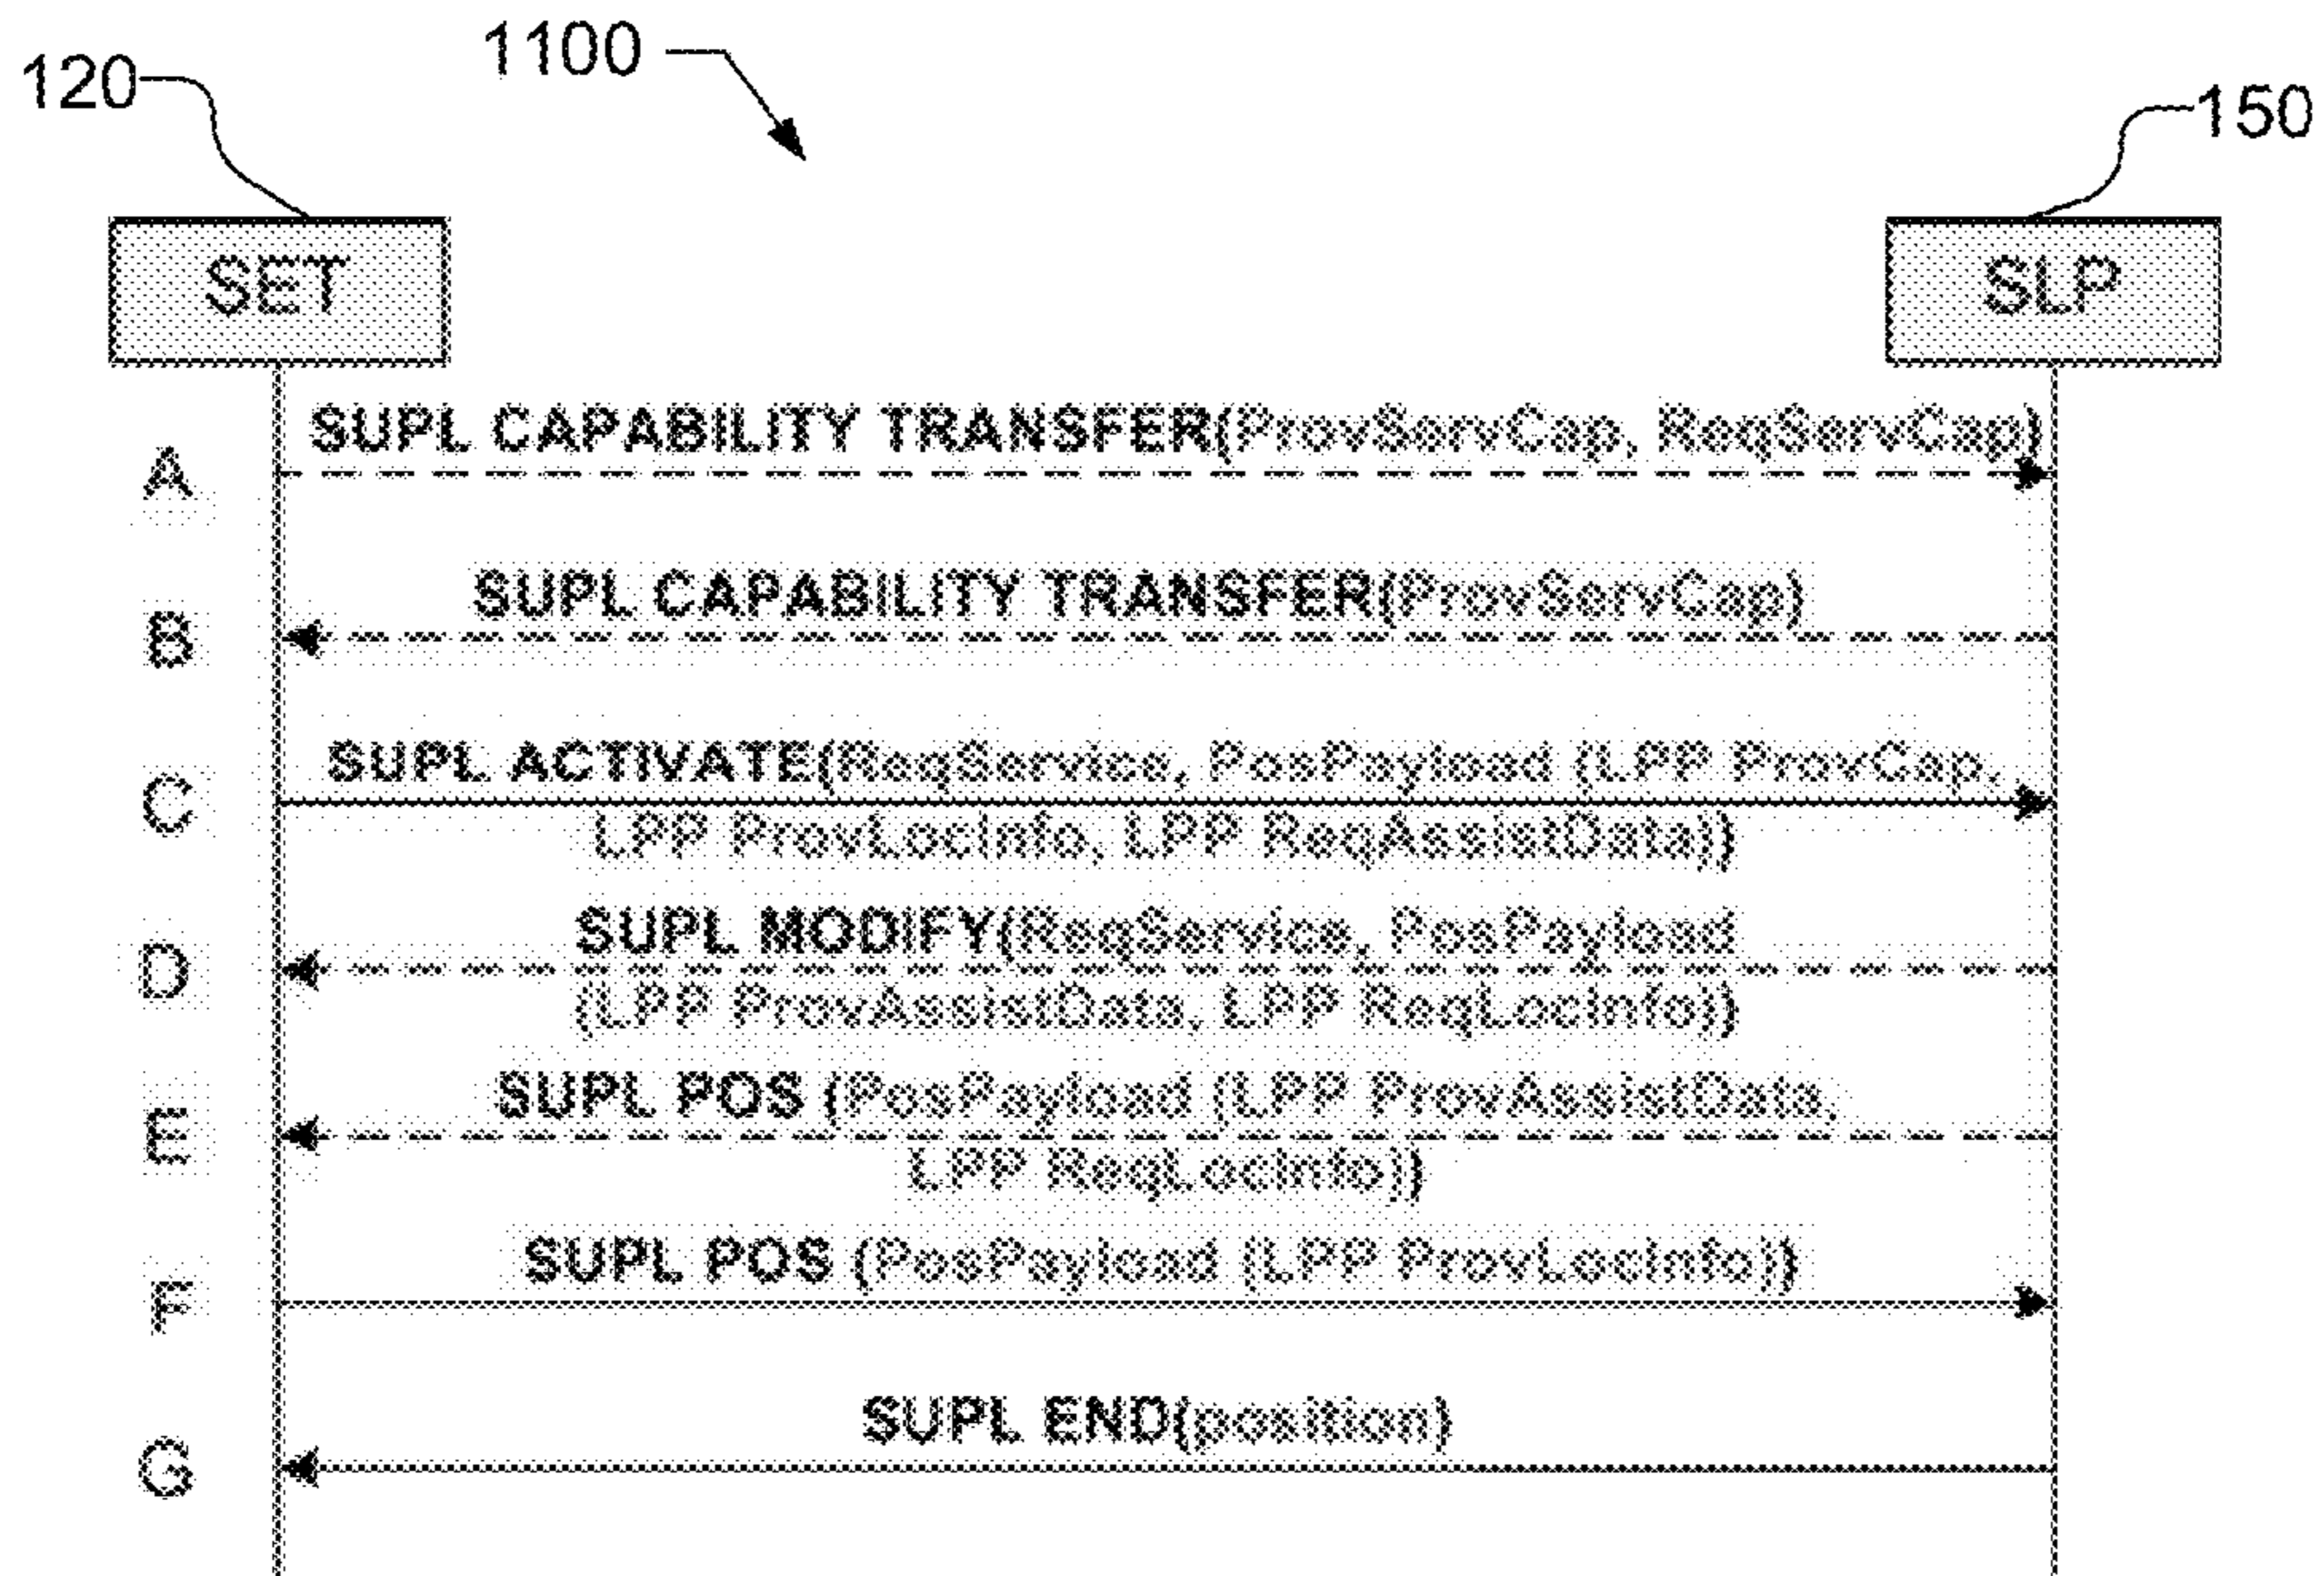 1100
120
150
SET
SLP
A
SUPL CAPABILITY TRANSFER(ProvServCap, ReqServCap)
B
SUPL CAPABILITY TRANSFER(ProvServCap)
C
SUPL ACTIVATE(ReqService, PosPayload (LPP ProvCap,
LPP ProvLocInfo, LPP ReqAssistData))
D
SUPL MODIFY(ReqService, PosPayload
(LPP ProvAssistData, LPP ReqLocInfo))
E
SUPL POS (PosPayload (LPP ProvAssistData,
LPP ReqLocInfo))
F
SUPL POS (PosPayload (LPP ProvLocInfo))
G
SUPL END(position)